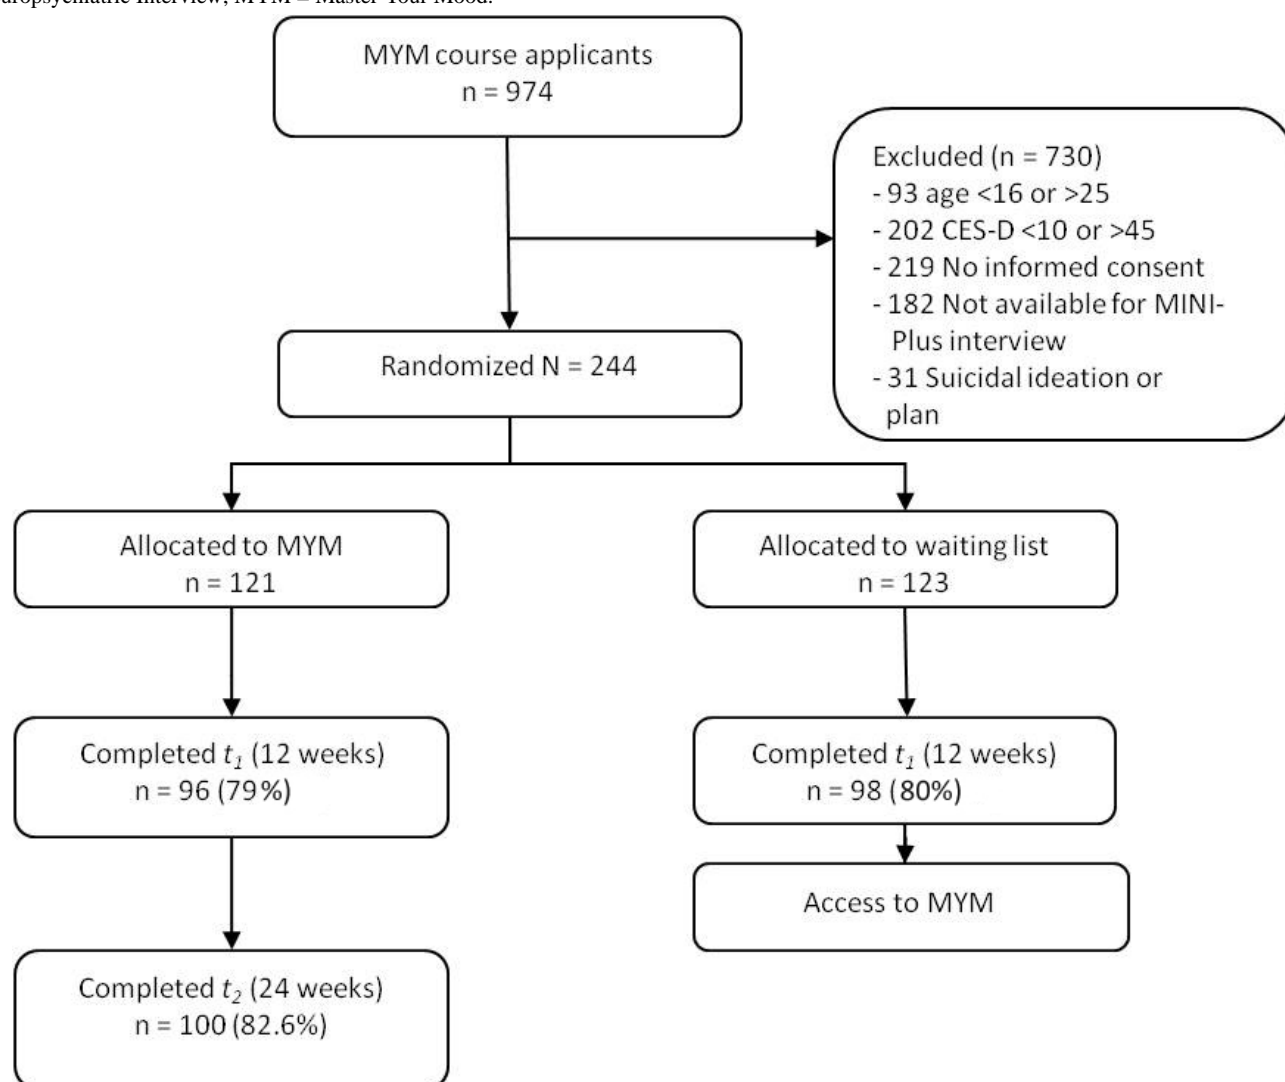 MYM course applicants
n = 974
Excluded (n = 730)
- 93 age <16 or >25
- 202 CES-D <10 or >45
- 219 No informed consent
- 182 Not available for MINI-
Plus interview
- 31 Suicidal ideation or
plan
Randomized N = 244
Allocated to MYM
n = 121
Allocated to waiting list
n = 123
Completed t1 (12 weeks)
n = 96 (79%)
Completed t1 (12 weeks)
n = 98 (80%)
Access to MYM
Completed t2 (24 weeks)
n = 100 (82.6%)